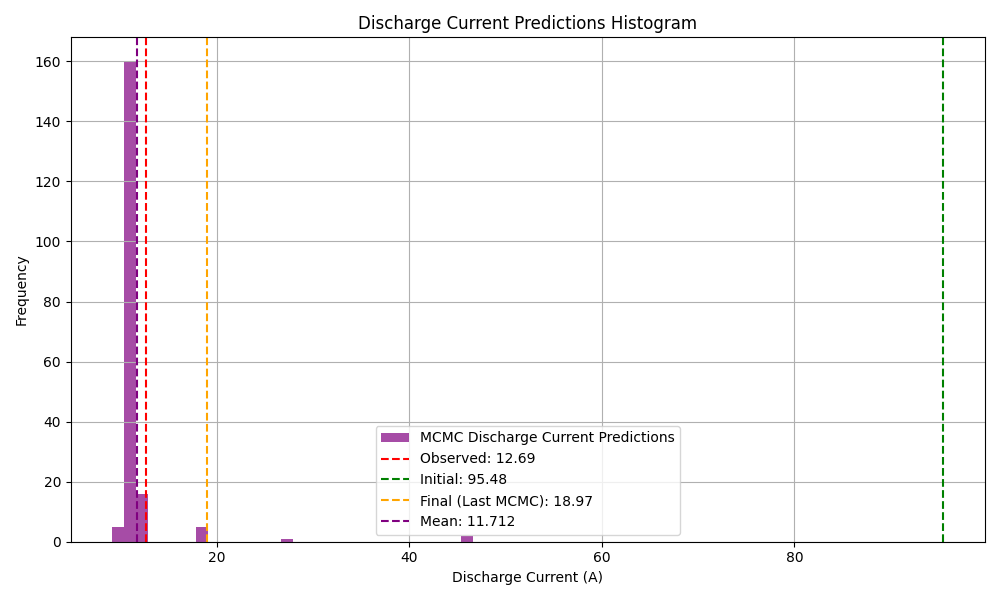 Discharge Current Predictions Histogram
Frequency
160
140
120
100
80
60
40
20
0
MCMC Discharge Current Predictions
Observed: 12.69
Initial: 95.48
Final (Last MCMC): 18.97
Mean: 11.712
20 40 60 80
Discharge Current (A)